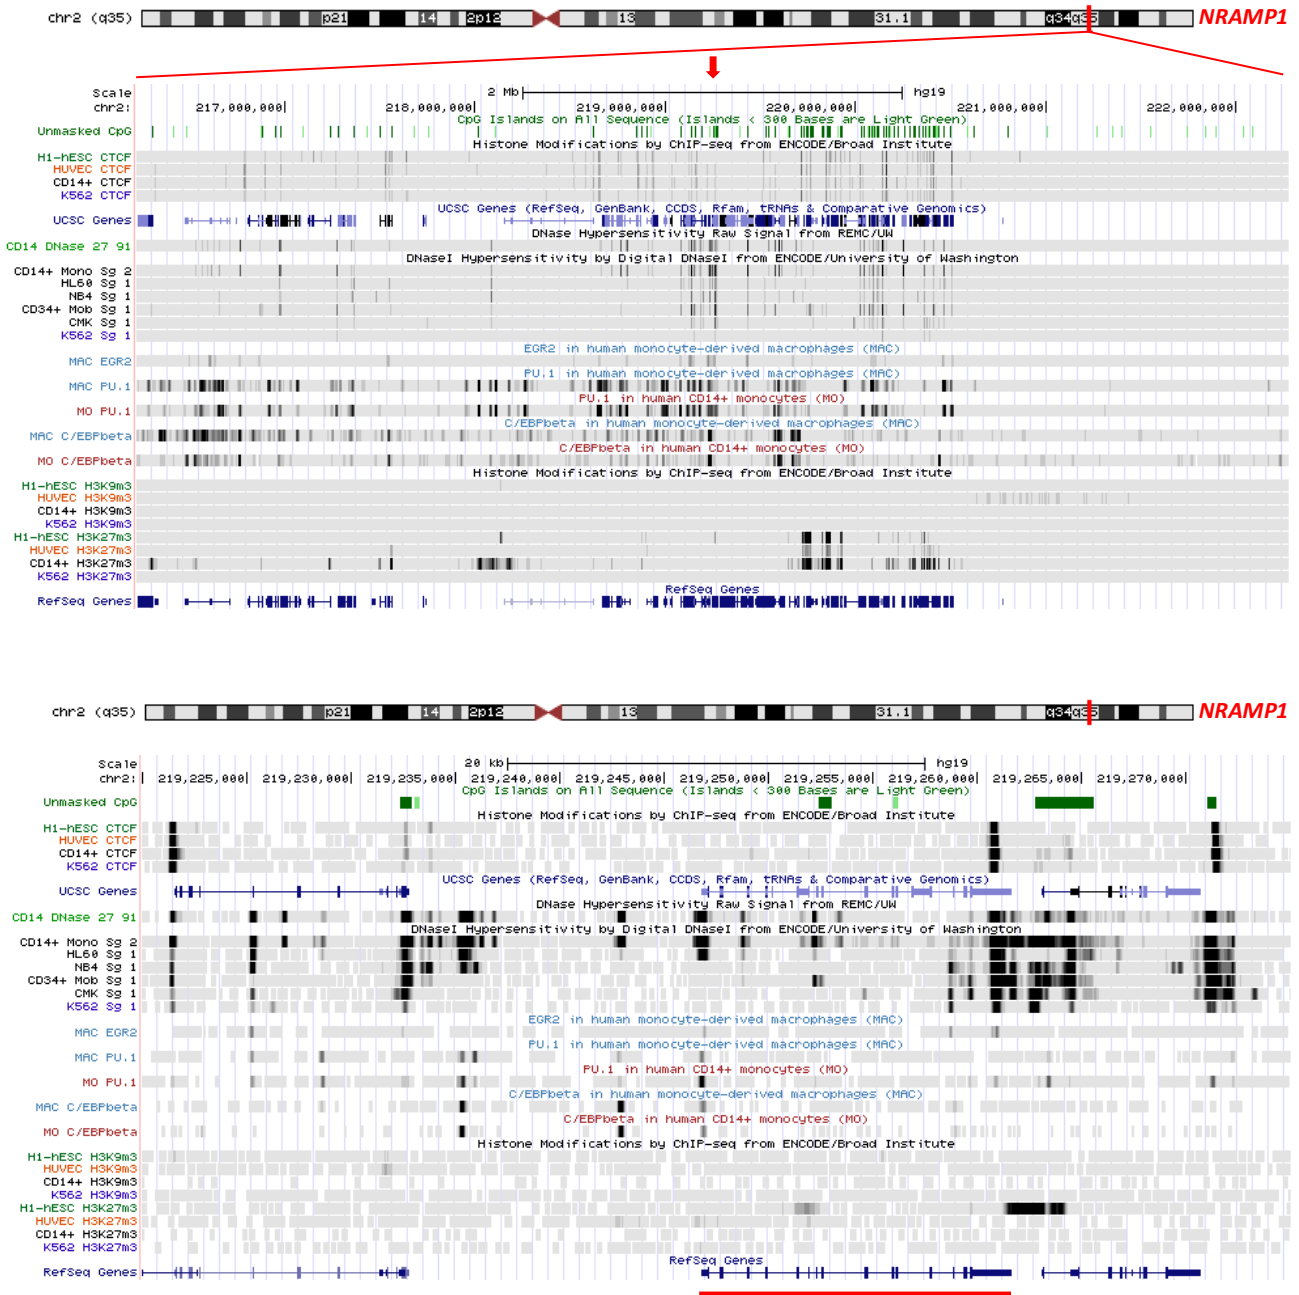 chr2 (q35) p21 14 2p12 13 31.1 q34q35 NRAMP1
Scale 2 Mb hg19
chr2: 217,000,000 218,000,000 219,000,000 220,000,000 221,000,000 222,000,000
CpG Islands on All Sequence (Islands < 300 Bases are Light Green)
Unmasked CpG
Histone Modifications by ChIP-seq from ENCODE/Broad Institute
H1-hESC CTCF
HUVEC CTCF
CD14+ CTCF
K562 CTCF
UCSC Genes (RefSeq, GenBank, CCDS, Rfam, tRNAs & Comparative Genomics)
UCSC Genes
DNase Hypersensitivity Raw Signal from REMC/UW
CD14 DNase 27 91
DNaseI Hypersensitivity by Digital DNaseI from ENCODE/University of Washington
CD14+ Mono Sg 2
HL60 Sg 1
NB4 Sg 1
CD34+ Mob Sg 1
CMK Sg 1
K562 Sg 1
EGR2 in human monocyte-derived macrophages (MAC)
MAC EGR2
PU.1 in human monocyte-derived macrophages (MAC)
MAC PU.1
PU.1 in human CD14+ monocytes (MO)
MO PU.1
C/EBPbeta in human monocyte-derived macrophages (MAC)
MAC C/EBPbeta
C/EBPbeta in human CD14+ monocytes (MO)
MO C/EBPbeta
Histone Modifications by ChIP-seq from ENCODE/Broad Institute
H1-hESC H3K9m3
HUVEC H3K9m3
CD14+ H3K9m3
K562 H3K9m3
H1-hESC H3K27m3
HUVEC H3K27m3
CD14+ H3K27m3
K562 H3K27m3
RefSeq Genes
RefSeq Genes
chr2 (q35) p21 14 2p12 13 31.1 q34q35 NRAMP1
Scale 20 kb hg19
chr2: 219,225,000 219,230,000 219,235,000 219,240,000 219,245,000 219,250,000 219,255,000 219,260,000 219,265,000 219,270,000
CpG Islands on All Sequence (Islands < 300 Bases are Light Green)
Unmasked CpG
Histone Modifications by ChIP-seq from ENCODE/Broad Institute
H1-hESC CTCF
HUVEC CTCF
CD14+ CTCF
K562 CTCF
UCSC Genes (RefSeq, GenBank, CCDS, Rfam, tRNAs & Comparative Genomics)
UCSC Genes
DNase Hypersensitivity Raw Signal from REMC/UW
CD14 DNase 27 91
DNaseI Hypersensitivity by Digital DNaseI from ENCODE/University of Washington
CD14+ Mono Sg 2
HL60 Sg 1
NB4 Sg 1
CD34+ Mob Sg 1
CMK Sg 1
K562 Sg 1
EGR2 in human monocyte-derived macrophages (MAC)
MAC EGR2
PU.1 in human monocyte-derived macrophages (MAC)
MAC PU.1
PU.1 in human CD14+ monocytes (MO)
MO PU.1
C/EBPbeta in human monocyte-derived macrophages (MAC)
MAC C/EBPbeta
C/EBPbeta in human CD14+ monocytes (MO)
MO C/EBPbeta
Histone Modifications by ChIP-seq from ENCODE/Broad Institute
H1-hESC H3K9m3
HUVEC H3K9m3
CD14+ H3K9m3
K562 H3K9m3
H1-hESC H3K27m3
HUVEC H3K27m3
CD14+ H3K27m3
K562 H3K27m3
RefSeq Genes
RefSeq Genes